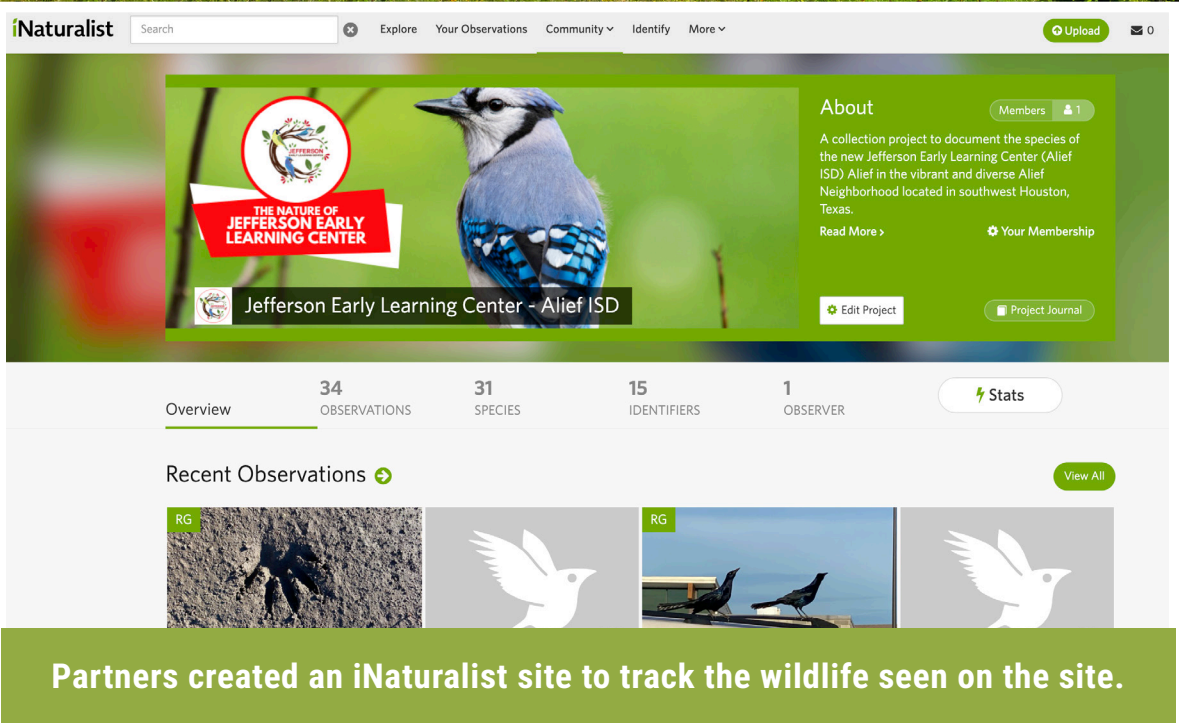 iNaturalist
Search
Explore
Your Observations
Community
Identify
More
Upload
0
JEFFERSON
THE NATURE OF
JEFFERSON EARLY
LEARNING CENTER
Jefferson Early Learning Center - Alief ISD
About
Members 1
A collection project to document the species of
the new Jefferson Early Learning Center (Alief
ISD) Alief in the vibrant and diverse Alief
Neighborhood located in southwest Houston,
Texas.
Read More >
Your Membership
Edit Project
Project Journal
Overview
34
OBSERVATIONS
31
SPECIES
15
IDENTIFIERS
1
OBSERVER
Stats
Recent Observations
View All
RG
RG
Partners created an iNaturalist site to track the wildlife seen on the site.